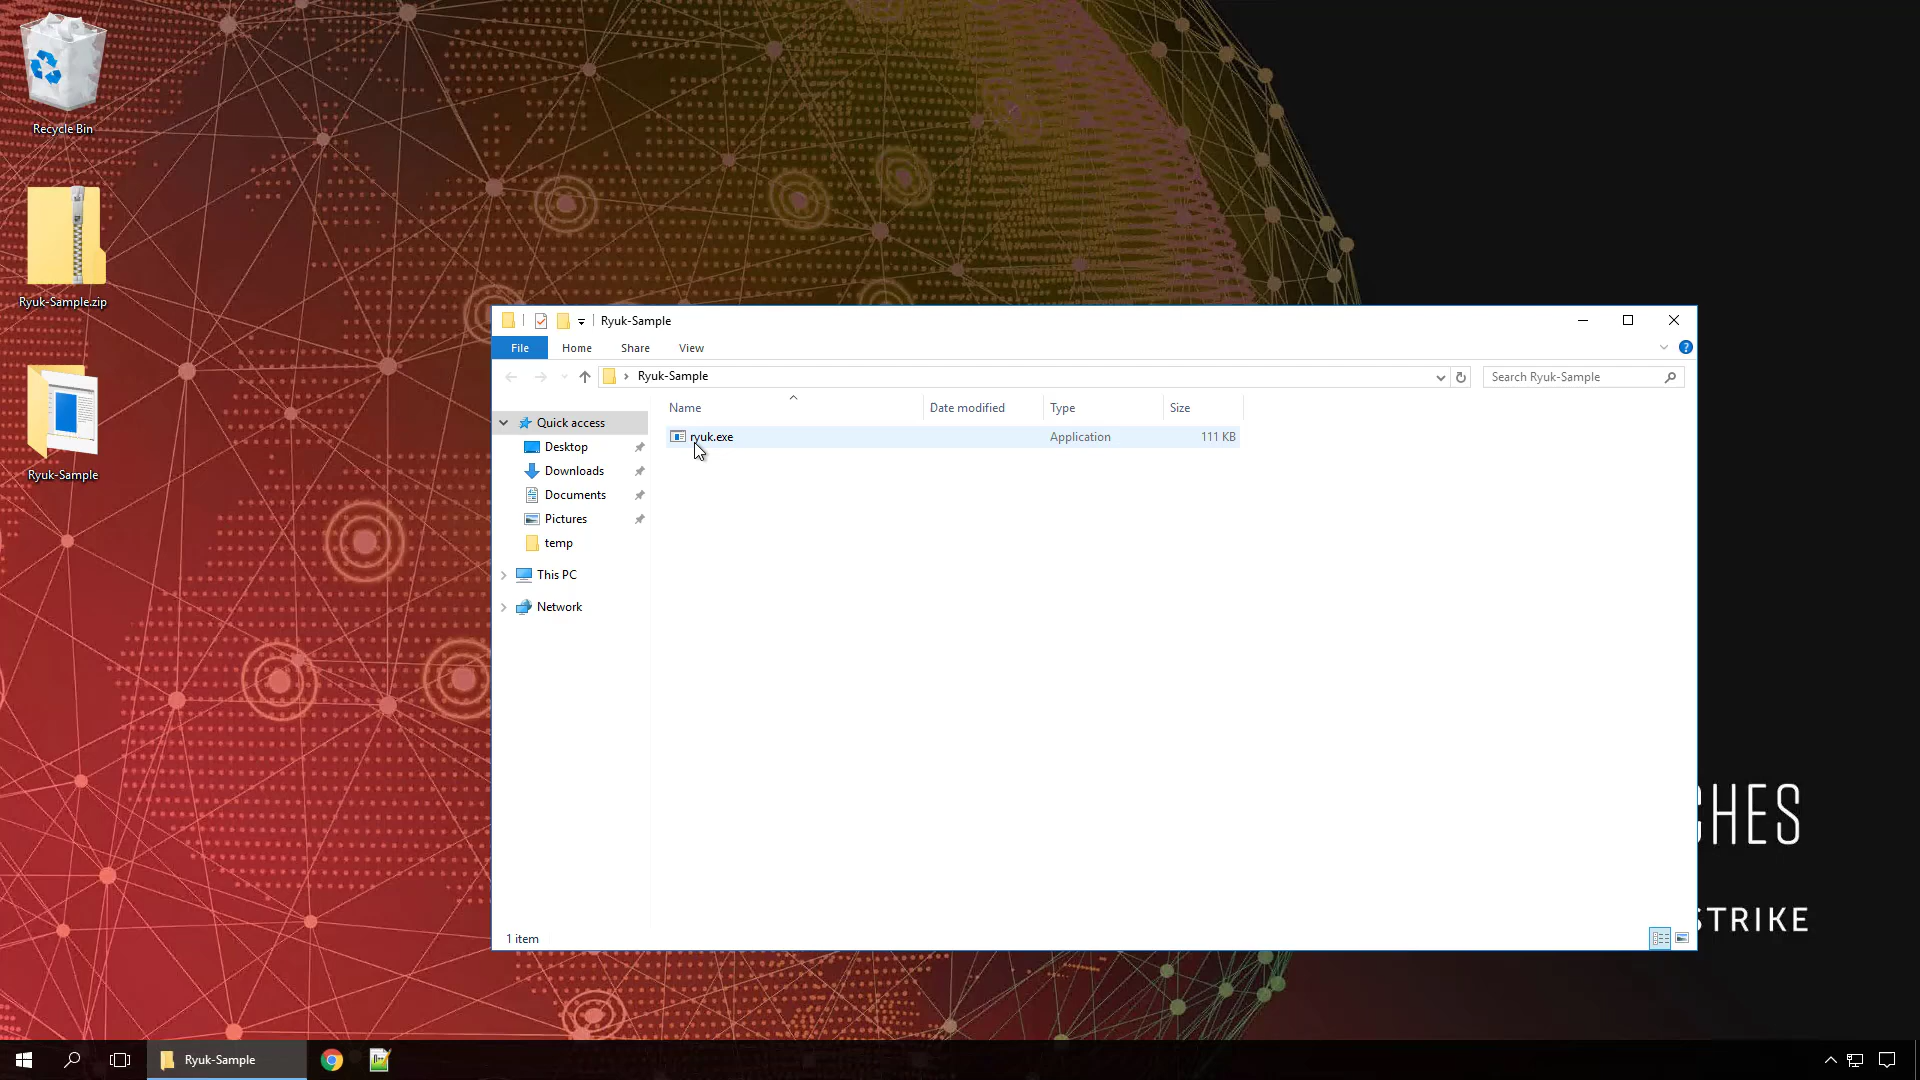 Recycle Bin
Ryuk-Sample.zip
Ryuk-Sample
Ryuk-Sample
File Home Share View
Ryuk-Sample
Search Ryuk-Sample
Name Date modified Type Size
Quick access
ryuk.exe Application 111 KB
Desktop
Downloads
Documents
Pictures
temp
This PC
Network
1 item
CHES
STRIKE
Ryuk-Sample